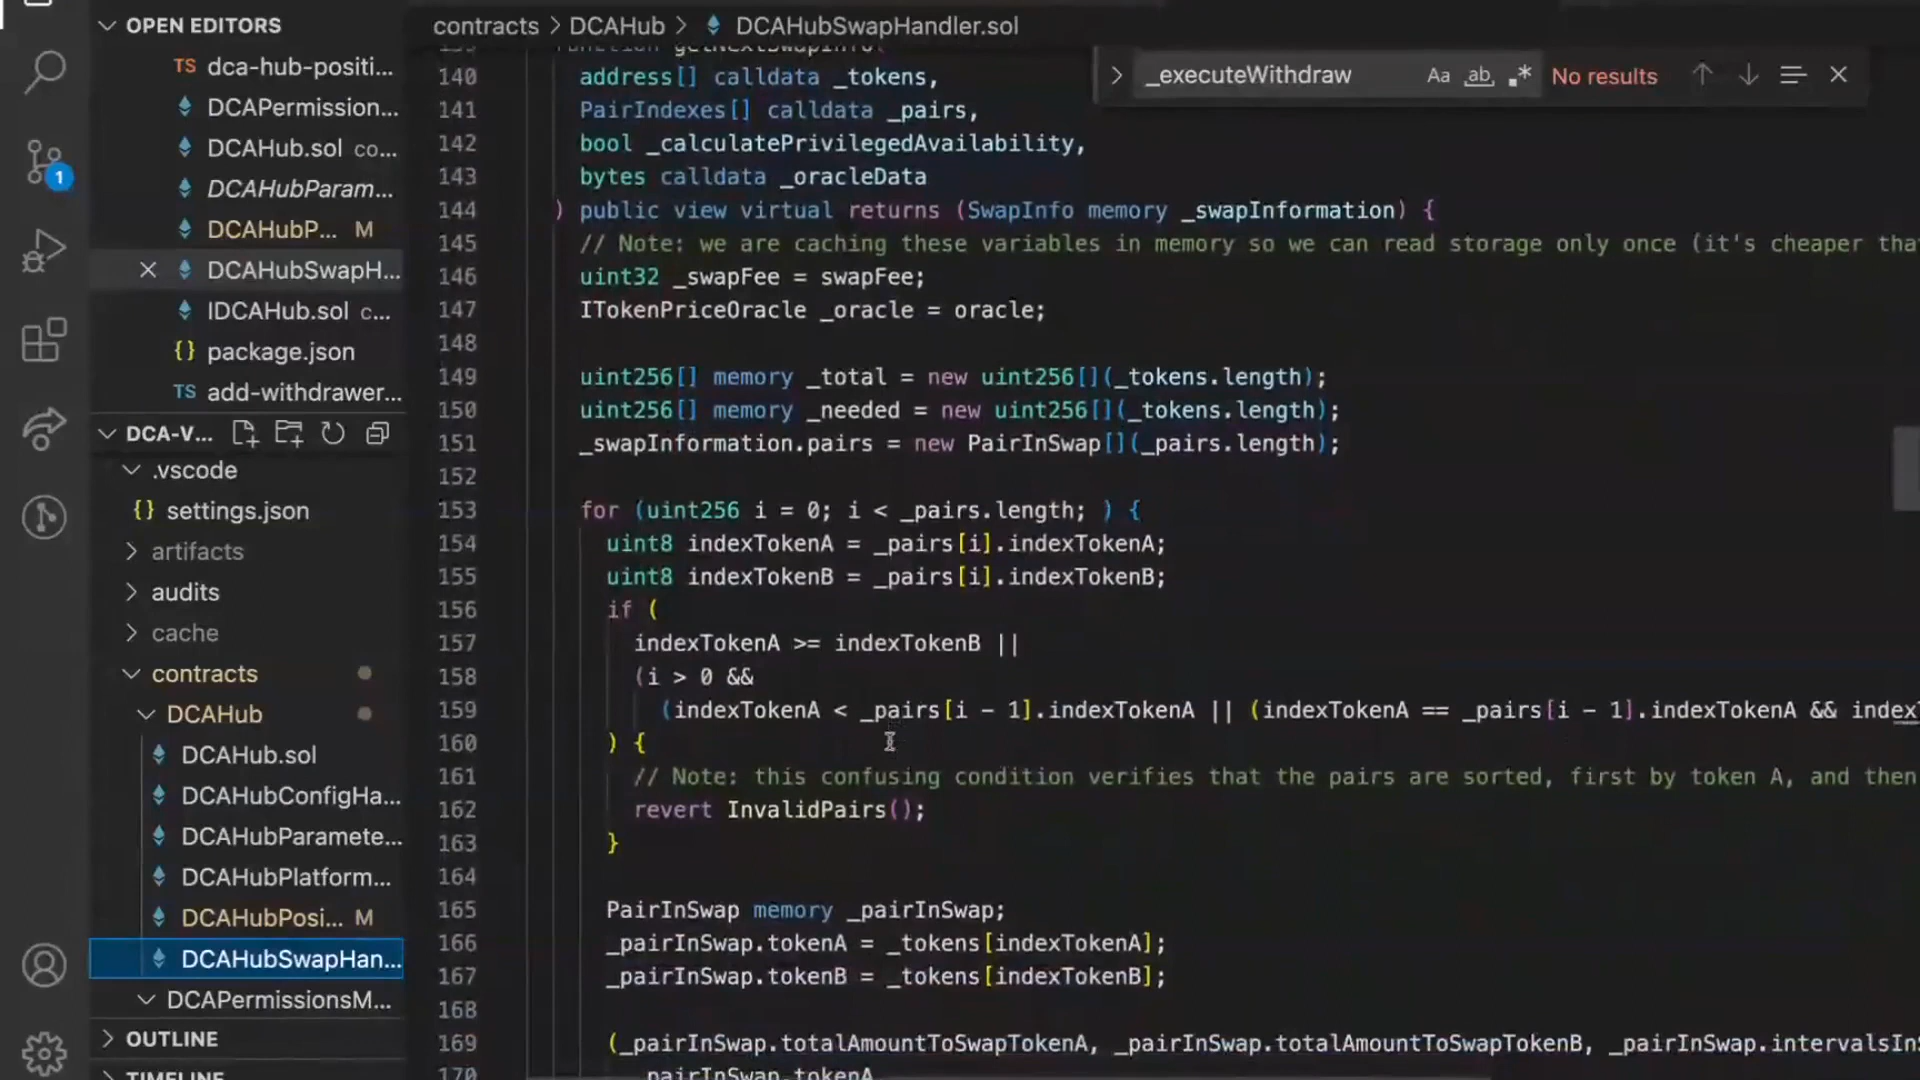 OPEN EDITORS
TS dca-hub-positi...
DCAPermission...
DCAHub.sol co...
DCAHubParam...
DCAHubP... M
DCAHubSwapH...
IDCAHub.sol c...
{} package.json
TS add-withdrawer...
DCA-V...
.vscode
{} settings.json
artifacts
audits
cache
contracts
DCAHub
DCAHub.sol
DCAHubConfigHa...
DCAHubParamete...
DCAHubPlatform...
DCAHubPosi... M
DCAHubSwapHan...
DCAPermissionsM...
OUTLINE
TIMELINE
1
contracts > DCAHub > DCAHubSwapHandler.sol
_executeWithdraw Aa ab .* No results
function getNextSwapInfo(
140 address[] calldata _tokens,
141 PairIndexes[] calldata _pairs,
142 bool _calculatePrivilegedAvailability,
143 bytes calldata _oracleData
144 ) public view virtual returns (SwapInfo memory _swapInformation) {
145 // Note: we are caching these variables in memory so we can read storage only once (it's cheaper tha
146 uint32 _swapFee = swapFee;
147 ITokenPriceOracle _oracle = oracle;
148
149 uint256[] memory _total = new uint256[](_tokens.length);
150 uint256[] memory _needed = new uint256[](_tokens.length);
151 _swapInformation.pairs = new PairInSwap[](_pairs.length);
152
153 for (uint256 i = 0; i < _pairs.length; ) {
154 uint8 indexTokenA = _pairs[i].indexTokenA;
155 uint8 indexTokenB = _pairs[i].indexTokenB;
156 if (
157 indexTokenA >= indexTokenB ||
158 (i > 0 &&
159 (indexTokenA < _pairs[i - 1].indexTokenA || (indexTokenA == _pairs[i - 1].indexTokenA && index
160 ) {
161 // Note: this confusing condition verifies that the pairs are sorted, first by token A, and then
162 revert InvalidPairs();
163 }
164
165 PairInSwap memory _pairInSwap;
166 _pairInSwap.tokenA = _tokens[indexTokenA];
167 _pairInSwap.tokenB = _tokens[indexTokenB];
168
169 (_pairInSwap.totalAmountToSwapTokenA, _pairInSwap.totalAmountToSwapTokenB, _pairInSwap.intervalsInS
170 _pairInSwap.tokenA